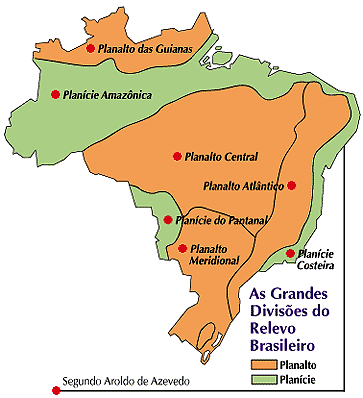 Planalto das Guianas
Planície Amazônica
Planalto Central
Planalto Atlântico
Planície do Pantanal
Planalto
Meridional
Planície
Costeira
As Grandes
Divisões do
Relevo
Brasileiro
Planalto
Planície
Segundo Aroldo de Azevedo